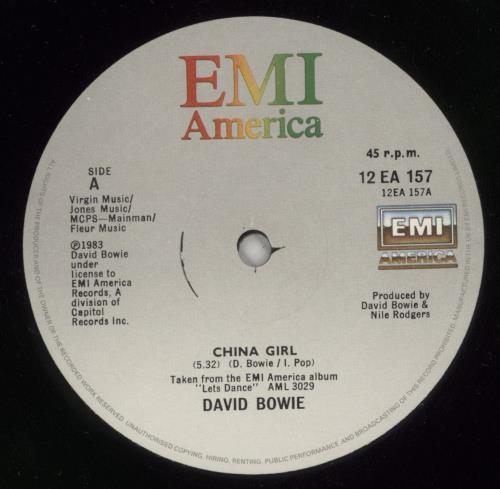 EMI
America
SIDE
A
Virgin Music/
Jones Music/
MCPS—Mainman/
Fleur Music
℗1983
David Bowie
under
license to
EMI America
Records, A
division of
Capitol
Records Inc.
45 r.p.m.
12 EA 157
12EA 157A
EMI
AMERICA
Produced by
David Bowie &
Nile Rodgers
CHINA GIRL
(5.32) (D. Bowie / I. Pop)
Taken from the EMI America album
"Lets Dance" AML 3029
DAVID BOWIE
ALL RIGHTS OF THE PRODUCER AND OF THE OWNER OF THE RECORDED WORK RESERVED. UNAUTHORISED COPYING, HIRING, RENTING, PUBLIC PERFORMANCE AND BROADCASTING OF THIS RECORD PROHIBITED. MANUFACTURED IN THE UK BY EMI RECORDS LIMITED.